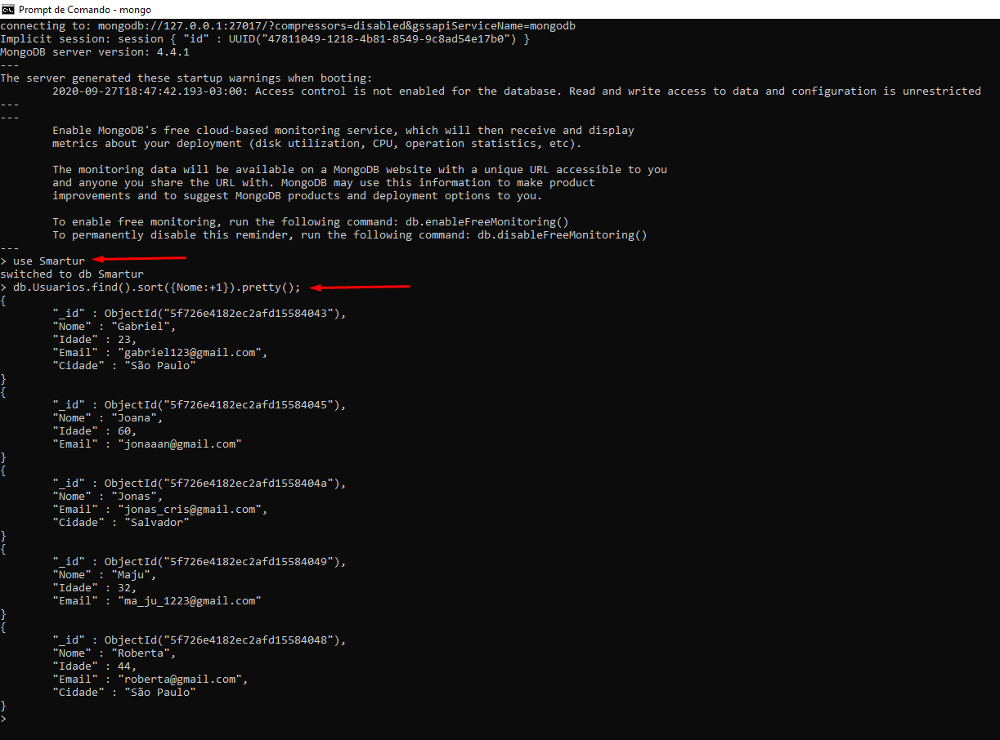 Prompt de Comando - mongo
connecting to: mongodb://127.0.0.1:27017/?compressors=disabled&gssapiServiceName=mongodb
Implicit session: session { "id" : UUID("47811049-1218-4b81-8549-9c8ad54e17b0") }
MongoDB server version: 4.4.1
---
The server generated these startup warnings when booting:
        2020-09-27T18:47:42.193-03:00: Access control is not enabled for the database. Read and write access to data and configuration is unrestricted
---
---
        Enable MongoDB's free cloud-based monitoring service, which will then receive and display
        metrics about your deployment (disk utilization, CPU, operation statistics, etc).

        The monitoring data will be available on a MongoDB website with a unique URL accessible to you
        and anyone you share the URL with. MongoDB may use this information to make product
        improvements and to suggest MongoDB products and deployment options to you.

        To enable free monitoring, run the following command: db.enableFreeMonitoring()
        To permanently disable this reminder, run the following command: db.disableFreeMonitoring()
---
> use Smartur
switched to db Smartur
> db.Usuarios.find().sort({Nome:+1}).pretty();
{
        "_id" : ObjectId("5f726e4182ec2afd15584043"),
        "Nome" : "Gabriel",
        "Idade" : 23,
        "Email" : "gabriel123@gmail.com",
        "Cidade" : "São Paulo"
}
{
        "_id" : ObjectId("5f726e4182ec2afd15584045"),
        "Nome" : "Joana",
        "Idade" : 60,
        "Email" : "jonaaan@gmail.com"
}
{
        "_id" : ObjectId("5f726e4182ec2afd1558404a"),
        "Nome" : "Jonas",
        "Email" : "jonas_cris@gmail.com",
        "Cidade" : "Salvador"
}
{
        "_id" : ObjectId("5f726e4182ec2afd15584049"),
        "Nome" : "Maju",
        "Idade" : 32,
        "Email" : "ma_ju_1223@gmail.com"
}
{
        "_id" : ObjectId("5f726e4182ec2afd15584048"),
        "Nome" : "Roberta",
        "Idade" : 44,
        "Email" : "roberta@gmail.com",
        "Cidade" : "São Paulo"
}
>